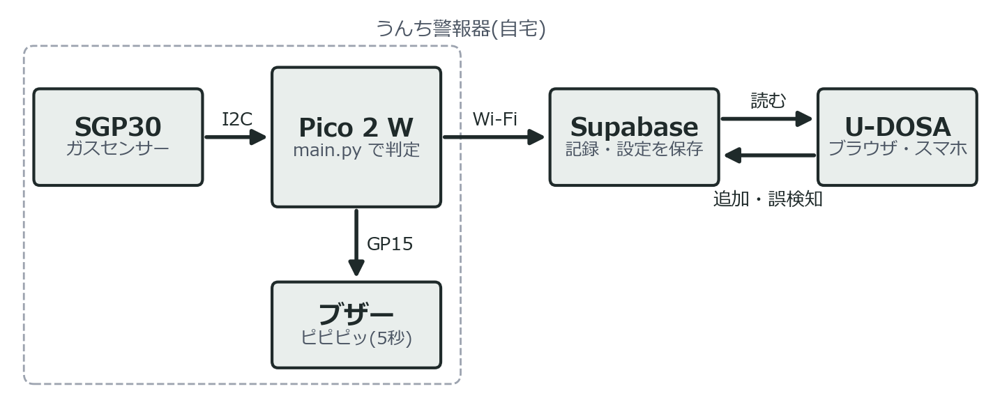 うんち警報器(自宅)
SGP30
ガスセンサー
I2C
Pico 2 W
main.py で判定
Wi-Fi
Supabase
記録・設定を保存
読む
追加・誤検知
U-DOSA
ブラウザ・スマホ
GP15
ブザー
ピピピッ(5秒)